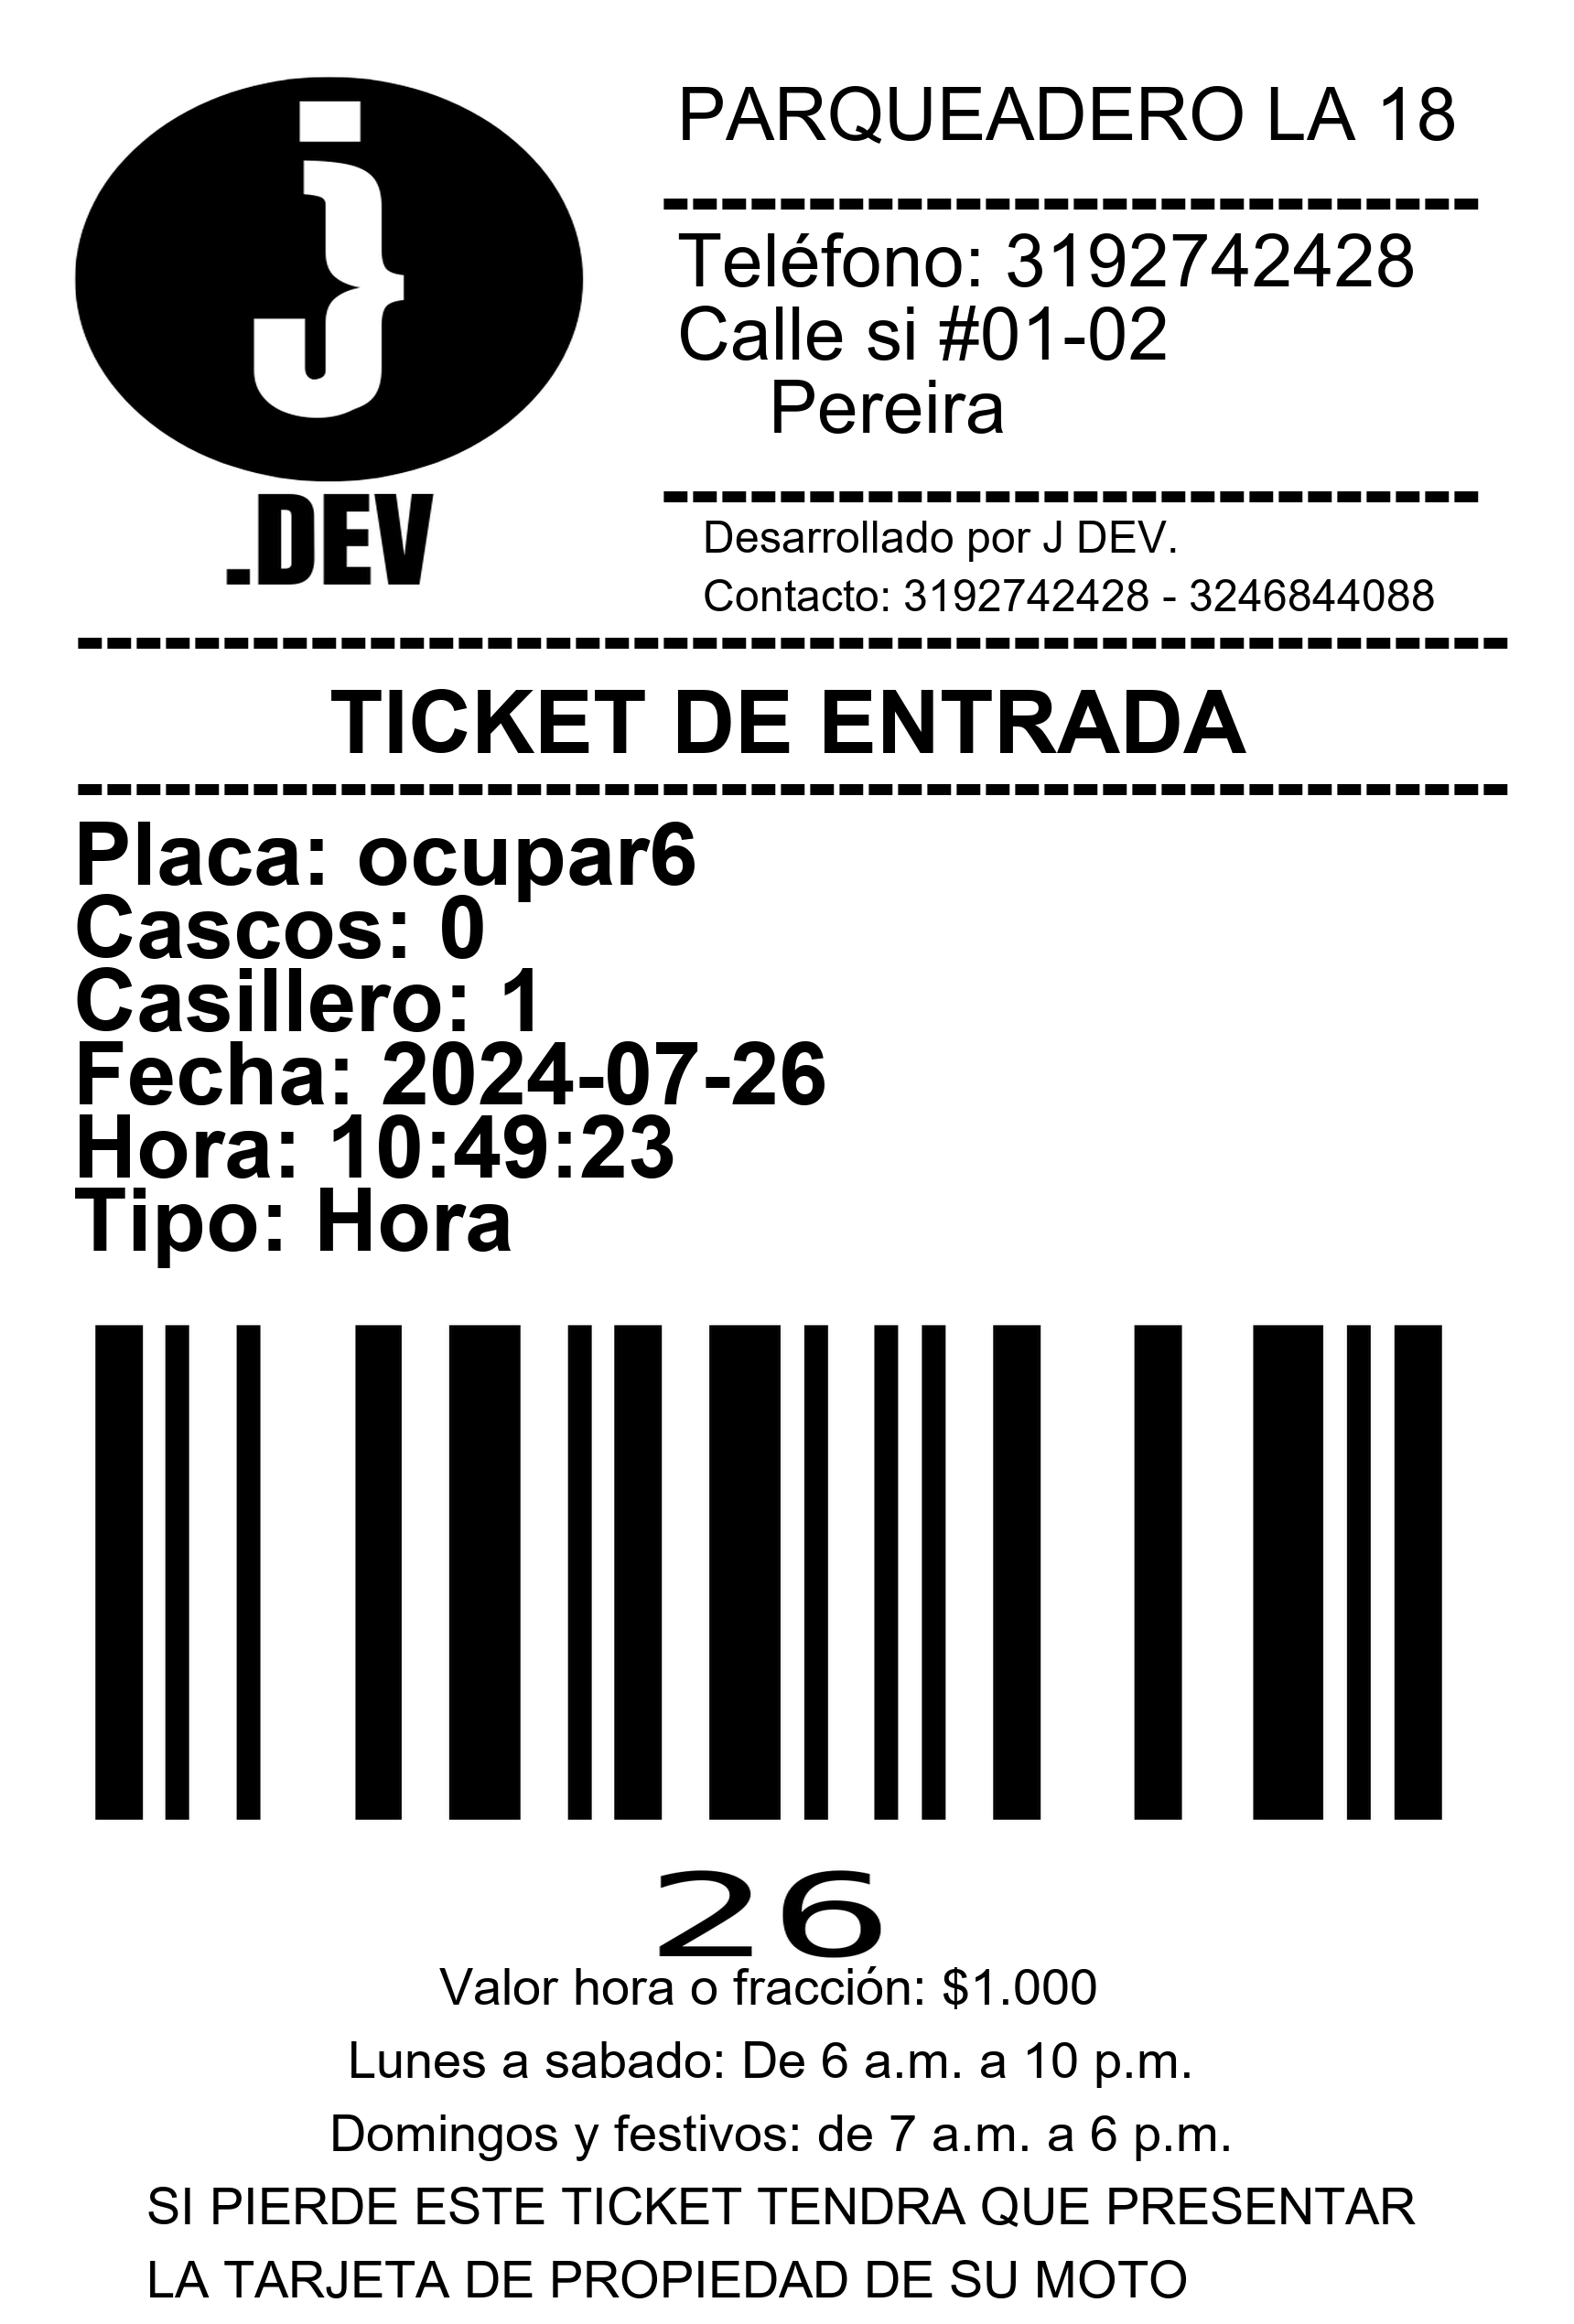 j
.DEV
PARQUEADERO LA 18
----------------------------
Teléfono: 3192742428
Calle si #01-02
Pereira
----------------------------
Desarrollado por J DEV.
Contacto: 3192742428 - 3246844088
-------------------------------------------------
TICKET DE ENTRADA
-------------------------------------------------
Placa: ocupar6
Cascos: 0
Casillero: 1
Fecha: 2024-07-26
Hora: 10:49:23
Tipo: Hora
26
Valor hora o fracción: $1.000
Lunes a sabado: De 6 a.m. a 10 p.m.
Domingos y festivos: de 7 a.m. a 6 p.m.
SI PIERDE ESTE TICKET TENDRA QUE PRESENTAR
LA TARJETA DE PROPIEDAD DE SU MOTO